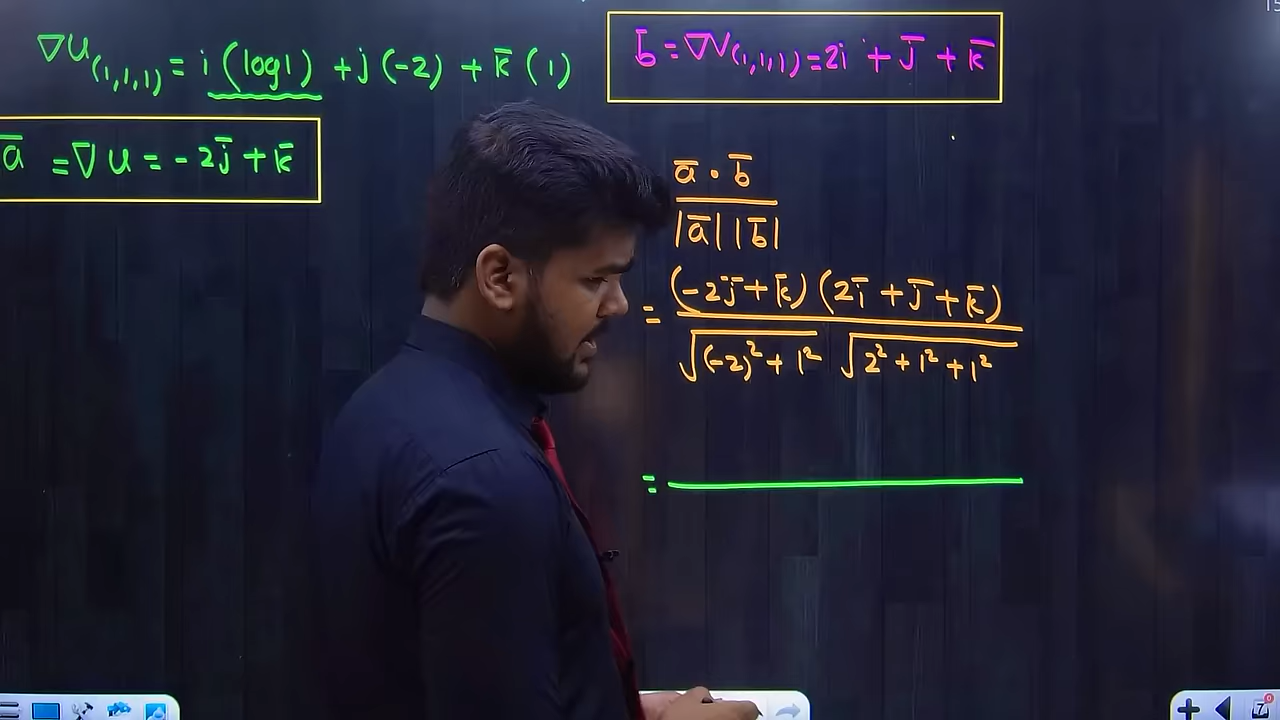 ∇u(1,1,1) = i (log1) + j (-2) + k̄ (1)
ā = ∇u = -2j̄ + k̄
b̄ = ∇V(1,1,1) = 2i + j̄ + k̄
ā · b̄
|ā| |b̄|
= (-2j̄ + k̄) (2ī + j̄ + k̄)
√(-2)² + 1² √2² + 1² + 1²
=